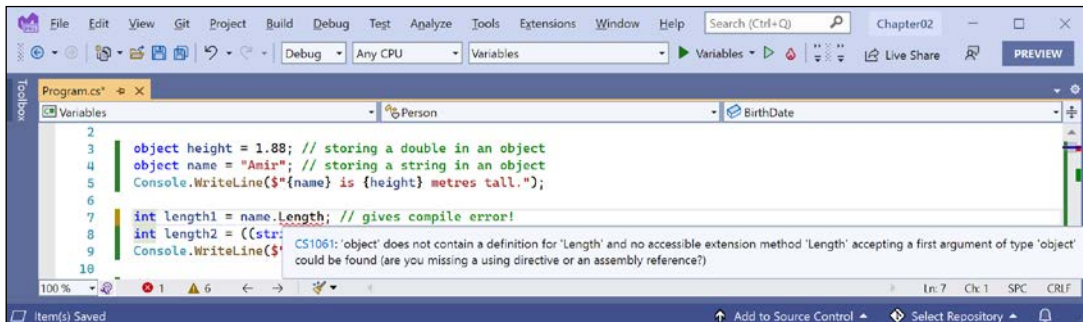 File Edit View Git Project Build Debug Test Analyze Tools Extensions Window Help Search (Ctrl+Q) Chapter02
Debug Any CPU Variables Variables Live Share PREVIEW
Toolbox
Program.cs*
Variables Person BirthDate
2
3 object height = 1.88; // storing a double in an object
4 object name = "Amir"; // storing a string in an object
5 Console.WriteLine($"{name} is {height} metres tall.");
6
7 int length1 = name.Length; // gives compile error!
8 int length2 = ((stri
9 Console.WriteLine($"
CS1061: 'object' does not contain a definition for 'Length' and no accessible extension method 'Length' accepting a first argument of type 'object'
could be found (are you missing a using directive or an assembly reference?)
10
100 % 1 6 Ln: 7 Ch: 1 SPC CRLF
Item(s) Saved Add to Source Control Select Repository